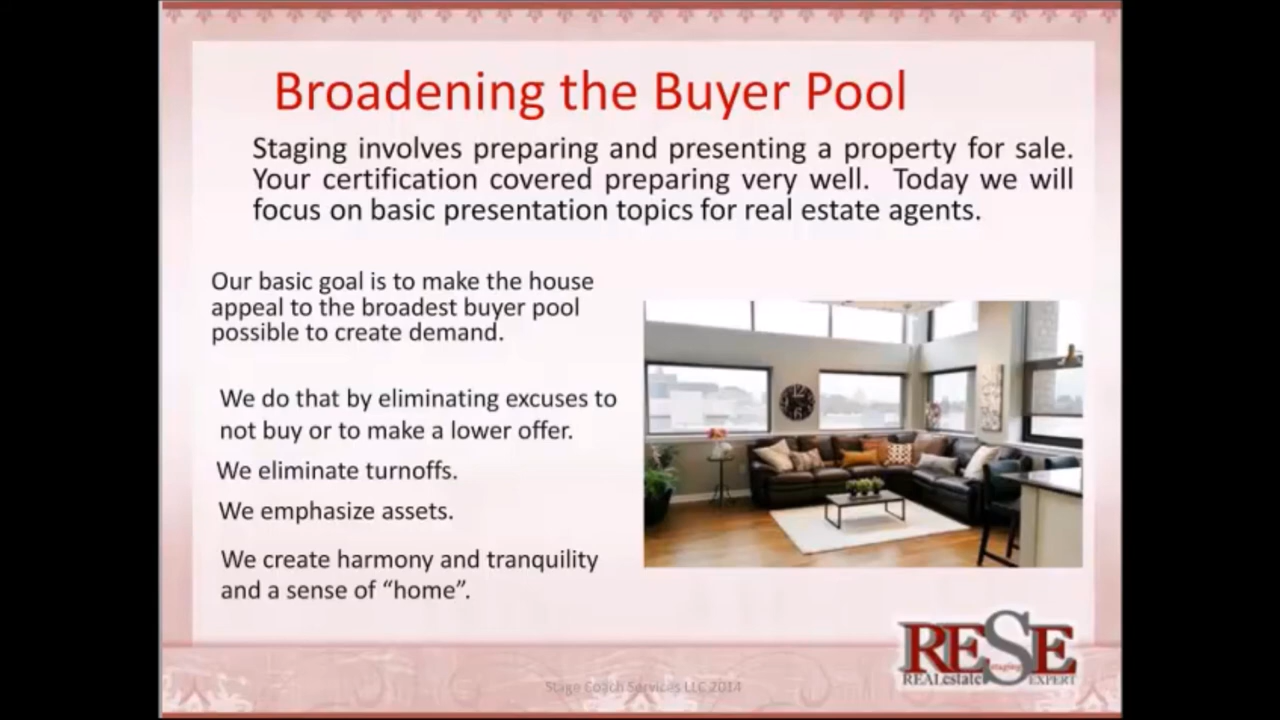 Broadening the Buyer Pool
Staging involves preparing and presenting a property for sale.
Your certification covered preparing very well. Today we will
focus on basic presentation topics for real estate agents.
Our basic goal is to make the house
appeal to the broadest buyer pool
possible to create demand.
We do that by eliminating excuses to
not buy or to make a lower offer.
We eliminate turnoffs.
We emphasize assets.
We create harmony and tranquility
and a sense of “home”.
RESE
staging
REALestate EXPERT
Stage Coach Services LLC 2014